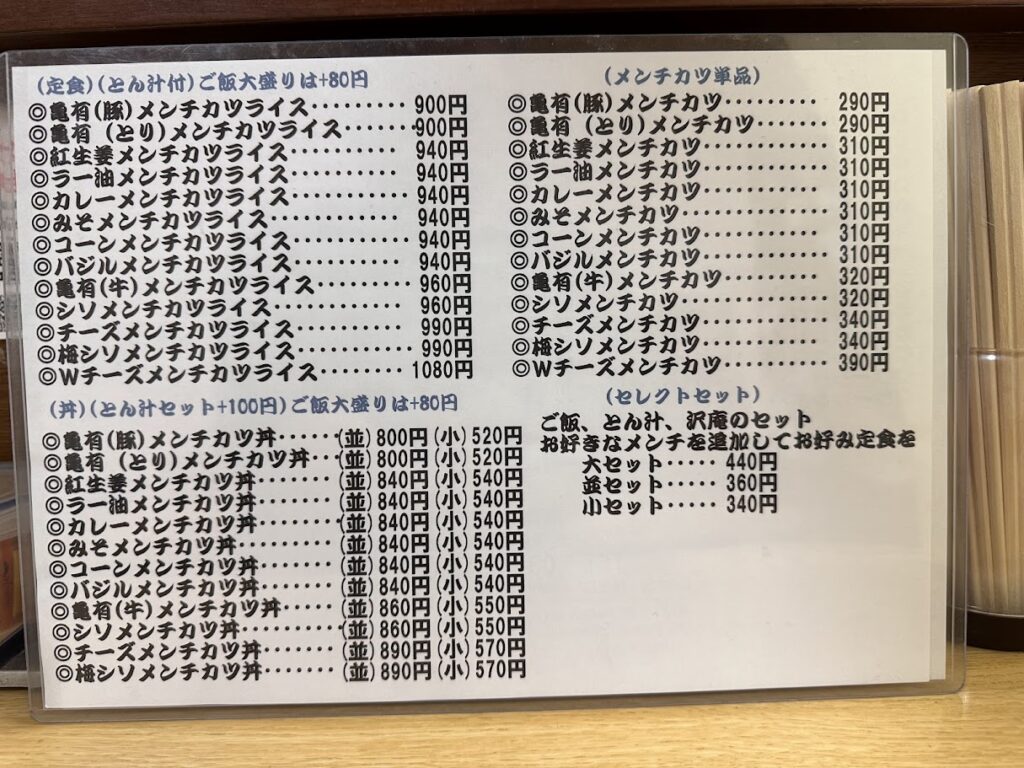 (定食)(とん汁付)ご飯大盛りは+80円
◎亀有(豚)メンチカツライス・・・・・・・・・・ 900円
◎亀有 (とり)メンチカツライス・・・・・・・900円
◎紅生姜メンチカツライス・・・・・・・・・・・ 940円
◎ラー油メンチカツライス・・・・・・・・・・・ 940円
◎カレーメンチカツライス・・・・・・・・・・・・ 940円
◎みそメンチカツライス・・・・・・・・・・・・・ 940円
◎コーンメンチカツライス・・・・・・・・・・・・ 940円
◎バジルメンチカツライス・・・・・・・・・・・ 940円
◎亀有(牛)メンチカツライス・・・・・・・・・・ 960円
◎シソメンチカツライス・・・・・・・・・・・・ 960円
◎チーズメンチカツライス・・・・・・・・・・・ 990円
◎梅シソメンチカツライス・・・・・・・・・・・・ 990円
◎Wチーズメンチカツライス・・・・・・・・ 1080円
(丼)(とん汁セット+100円)ご飯大盛りは+80円
◎亀有(豚)メンチカツ丼・・・・・・(並)800円(小)520円
◎亀有 (とり)メンチカツ丼・・・(並)800円(小)520円
◎紅生姜メンチカツ丼・・・・・・・・(並)840円(小)540円
◎ラー油メンチカツ丼・・・・・・・・(並)840円(小)540円
◎カレーメンチカツ丼・・・・・・・・(並)840円(小)540円
◎みそメンチカツ丼・・・・・・・・・・(並)840円(小)540円
◎コーンメンチカツ丼・・・・・・・・(並)840円(小)540円
◎バジルメンチカツ丼・・・・・・・・(並)840円(小)540円
◎亀有(牛)メンチカツ丼・・・・・・(並)860円(小)550円
◎シソメンチカツ丼・・・・・・・・・・(並)860円(小)550円
◎チーズメンチカツ丼・・・・・・・・(並)890円(小)570円
◎梅シソメンチカツ丼・・・・・・・・(並)890円(小)570円
(メンチカツ単品)
◎亀有(豚)メンチカツ・・・・・・・・・・ 290円
◎亀有 (とり)メンチカツ・・・・・・・・ 290円
◎紅生姜メンチカツ・・・・・・・・・・・・・ 310円
◎ラー油メンチカツ・・・・・・・・・・・・・ 310円
◎カレーメンチカツ・・・・・・・・・・・・・ 310円
◎みそメンチカツ・・・・・・・・・・・・・・・ 310円
◎コーンメンチカツ・・・・・・・・・・・・・ 310円
◎バジルメンチカツ・・・・・・・・・・・・・ 310円
◎亀有(牛)メンチカツ・・・・・・・・・・・ 320円
◎シソメンチカツ・・・・・・・・・・・・・・・ 320円
◎チーズメンチカツ・・・・・・・・・・・・・ 340円
◎梅シソメンチカツ・・・・・・・・・・・・・ 340円
◎Wチーズメンチカツ・・・・・・・・・・・ 390円
(セレクトセット)
ご飯、とん汁、沢庵のセット
お好きなメンチを追加してお好み定食を
大セット・・・・・ 440円
並セット・・・・・ 360円
小セット・・・・・ 340円